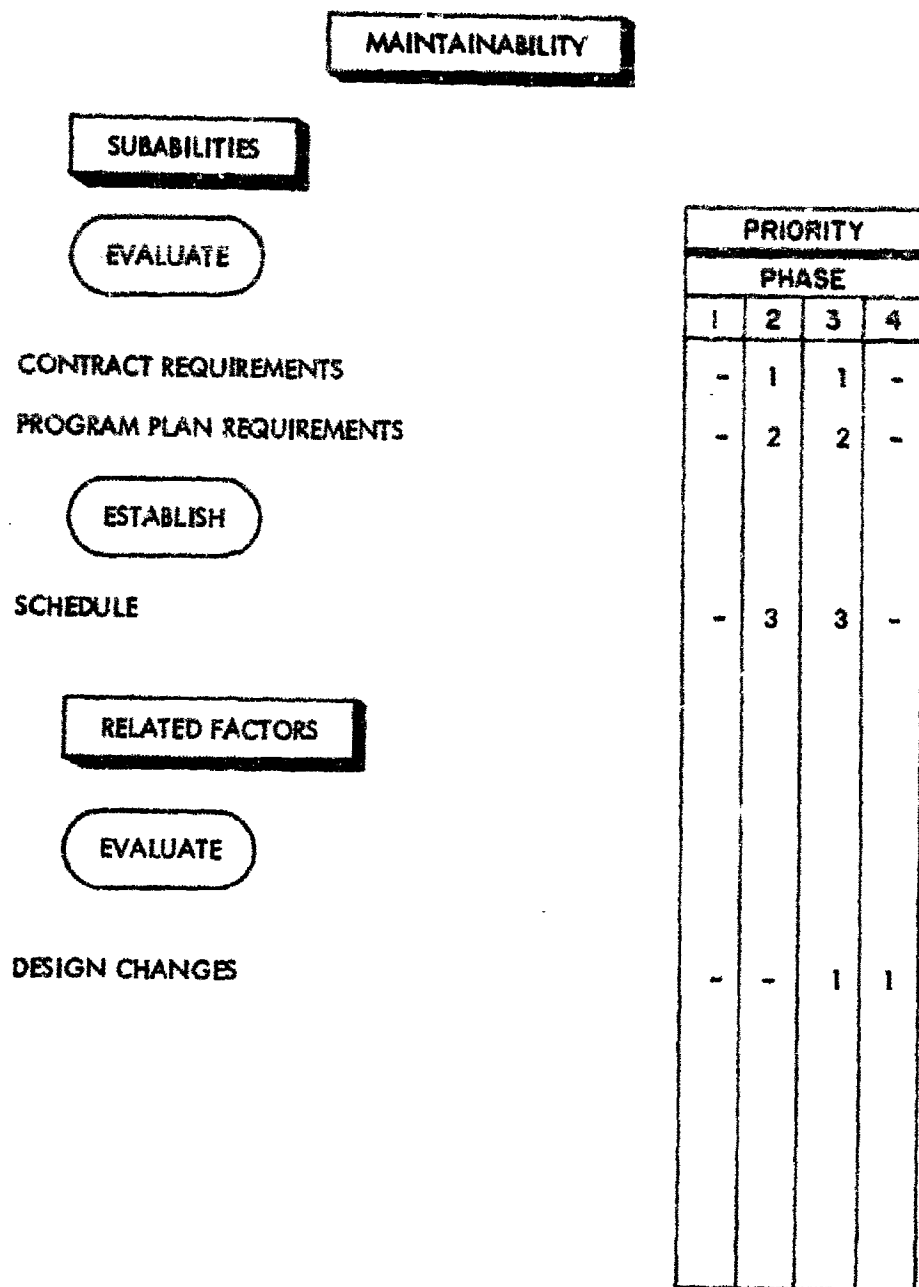 MAINTAINABILITY
SUBABILITIES
EVALUATE
PRIORITY
PHASE
1 2 3 4
CONTRACT REQUIREMENTS - 1 1 -
PROGRAM PLAN REQUIREMENTS - 2 2 -
ESTABLISH
SCHEDULE - 3 3 -
RELATED FACTORS
EVALUATE
DESIGN CHANGES - - 1 1